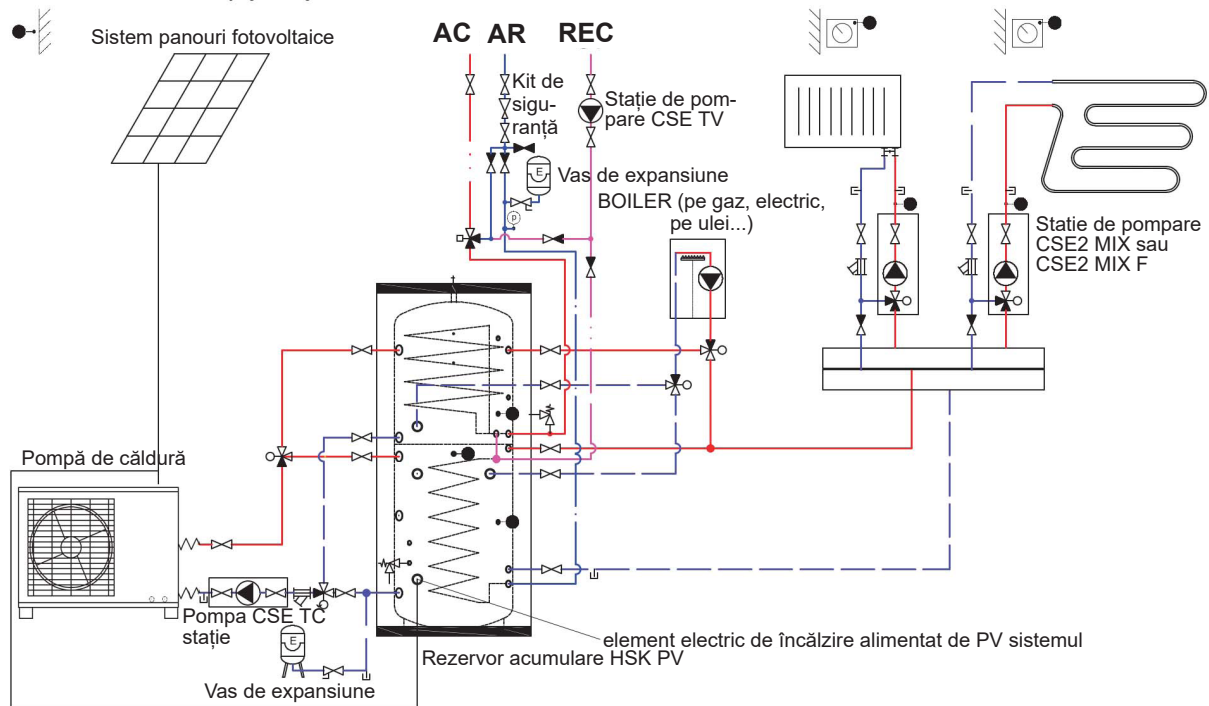 Sistem panouri fotovoltaice
AC AR REC
Kit de
sigu-
ranță
Stație de pom-
pare CSE TV
E
Vas de expansiune
p
BOILER (pe gaz, electric,
pe ulei...)
Statie de pompare
CSE2 MIX sau
CSE2 MIX F
Pompă de căldură
Pompa CSE TC
stație
E
Vas de expansiune
element electric de încălzire alimentat de PV sistemul
Rezervor acumulare HSK PV